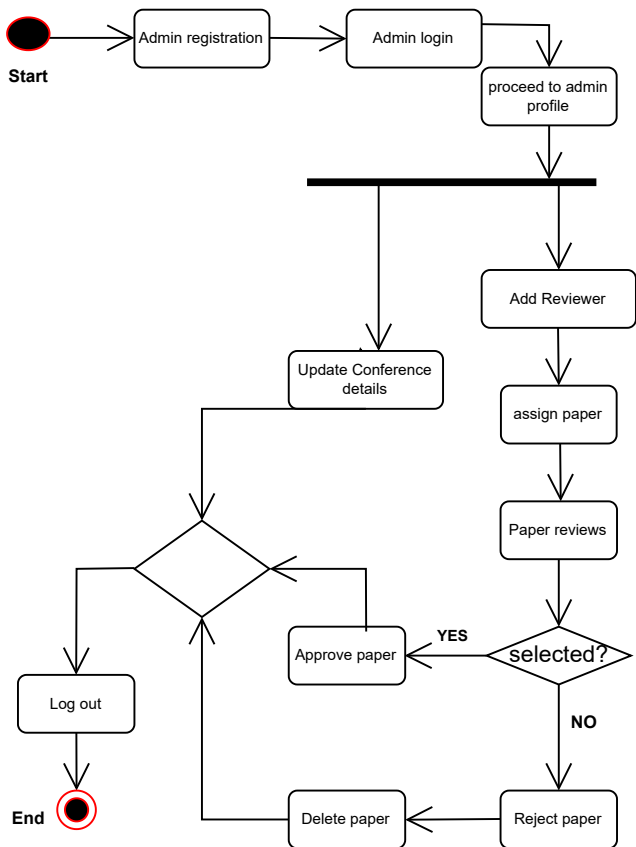 Admin registration
Admin login
Start
proceed to admin
profile
Add Reviewer
Update Conference
details
assign paper
Paper reviews
YES
selected?
Approve paper
Log out
NO
End
Delete paper
Reject paper